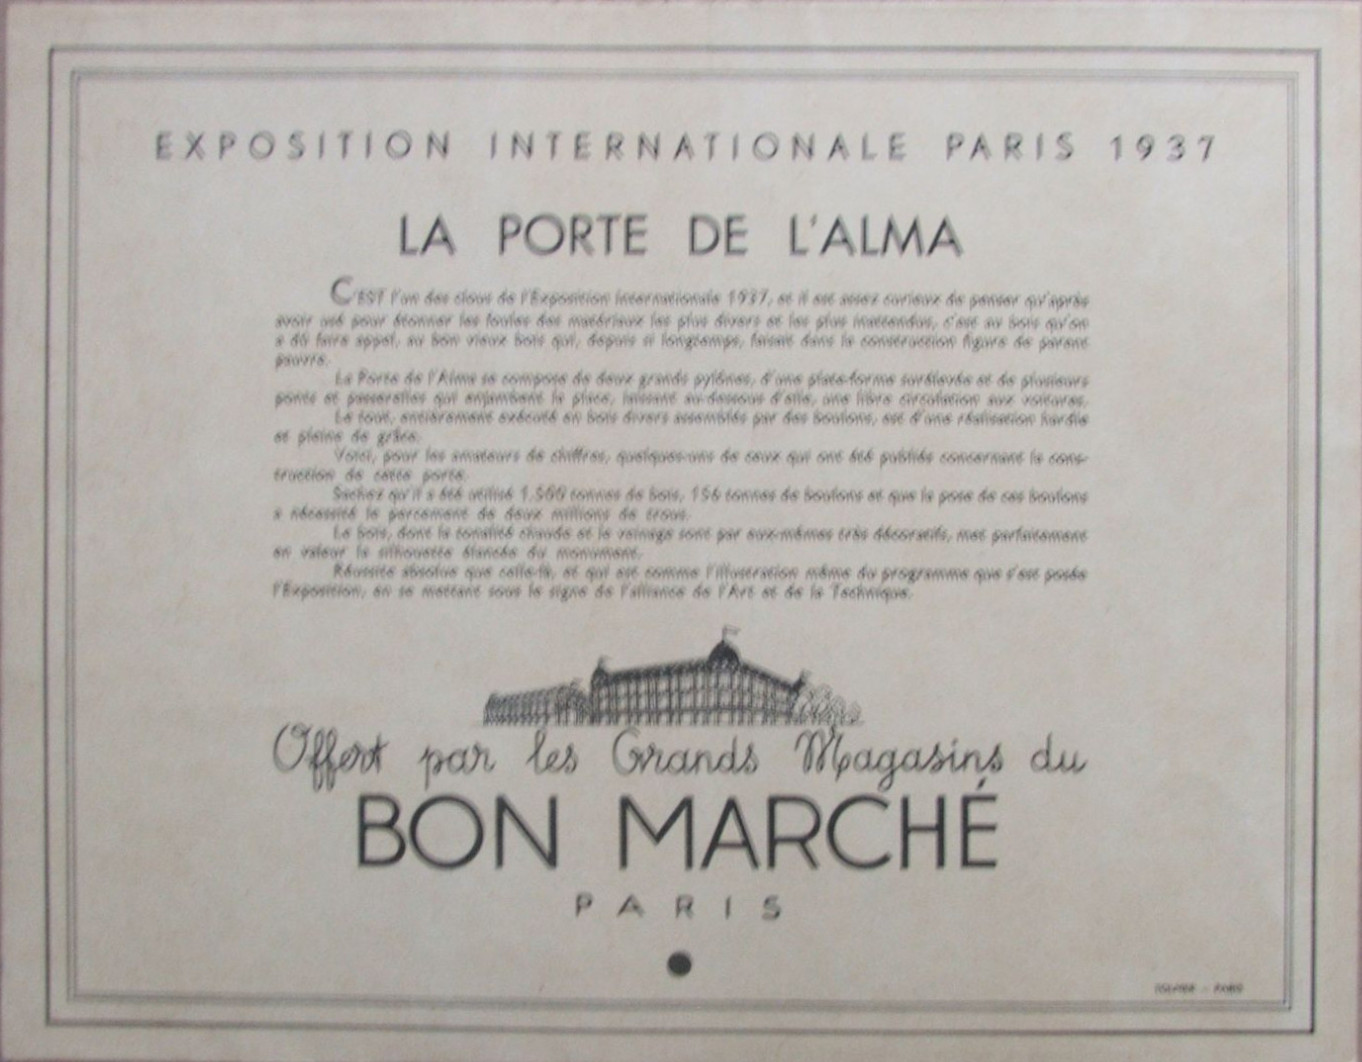 EXPOSITION INTERNATIONALE PARIS 1937
LA PORTE DE L'ALMA
C'EST l'un des clous de l'Exposition Internationale 1937, et il est assez curieux de penser qu'après
avoir usé pour étonner les foules des matériaux les plus divers et les plus inattendus, c'est au bois qu'on
a dû faire appel, au bon vieux bois qui, depuis si longtemps, faisait dans la construction figure de parent
pauvre.
La Porte de l'Alma se compose de deux grands pylônes, d'une plate-forme surélevée et de plusieurs
ponts et passerelles qui enjambent la place, laissant au-dessous d'elle, une libre circulation aux voitures.
Le tout, entièrement exécuté en bois divers assemblés par des boulons, est d'une réalisation hardie
et pleine de grâce.
Voici, pour les amateurs de chiffres, quelques-uns de ceux qui ont été publiés concernant la cons-
truction de cette porte.
Sachez qu'il a été utilisé 1.500 tonnes de bois, 156 tonnes de boulons et que la pose de ces boulons
a nécessité le percement de deux millions de trous.
Le bois, dont la tonalité chaude et le veinage sont par eux-mêmes très décoratifs, met parfaitement
en valeur la silhouette élancée du monument.
Réussite absolue que celle-là, et qui est comme l'illustration même du programme que s'est posée
l'Exposition, en se mettant sous le signe de l'alliance de l'Art et de la Technique.
Offert par les Grands Magasins du
BON MARCHÉ
PARIS
TOLMER - PARIS